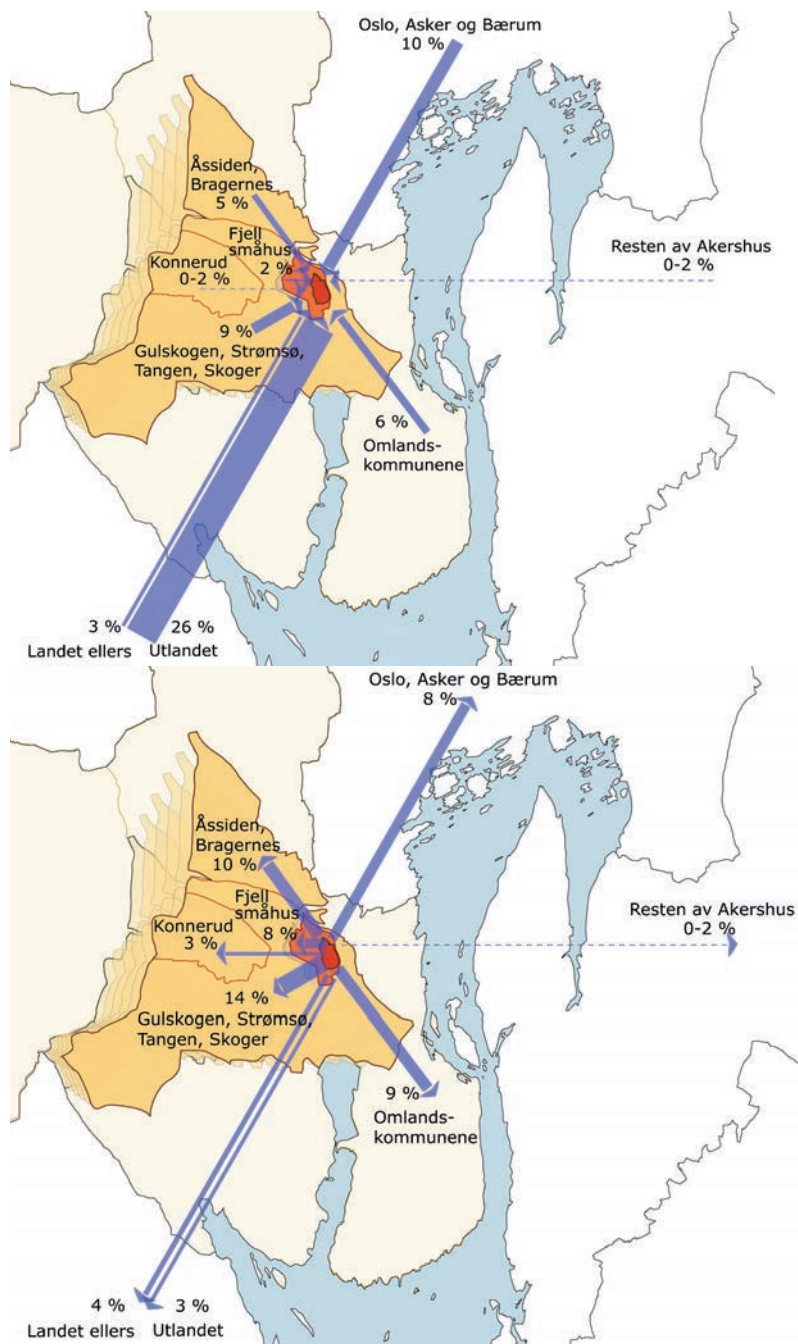 Oslo, Asker og Bærum
10 %
Åssiden,
Bragernes
5 %
Fjell
småhus
2 %
Konnerud
0-2 %
Resten av Akershus
0-2 %
9 %
Gulskogen, Strømsø,
Tangen, Skoger
6 %
Omlands-
kommunene
3 %
Landet ellers
26 %
Utlandet
Oslo, Asker og Bærum
8 %
Åssiden,
Bragernes
10 %
Fjell
småhus
8 %
Konnerud
3 %
Resten av Akershus
0-2 %
14 %
Gulskogen, Strømsø,
Tangen, Skoger
9 %
Omlands-
kommunene
4 %
Landet ellers
3 %
Utlandet